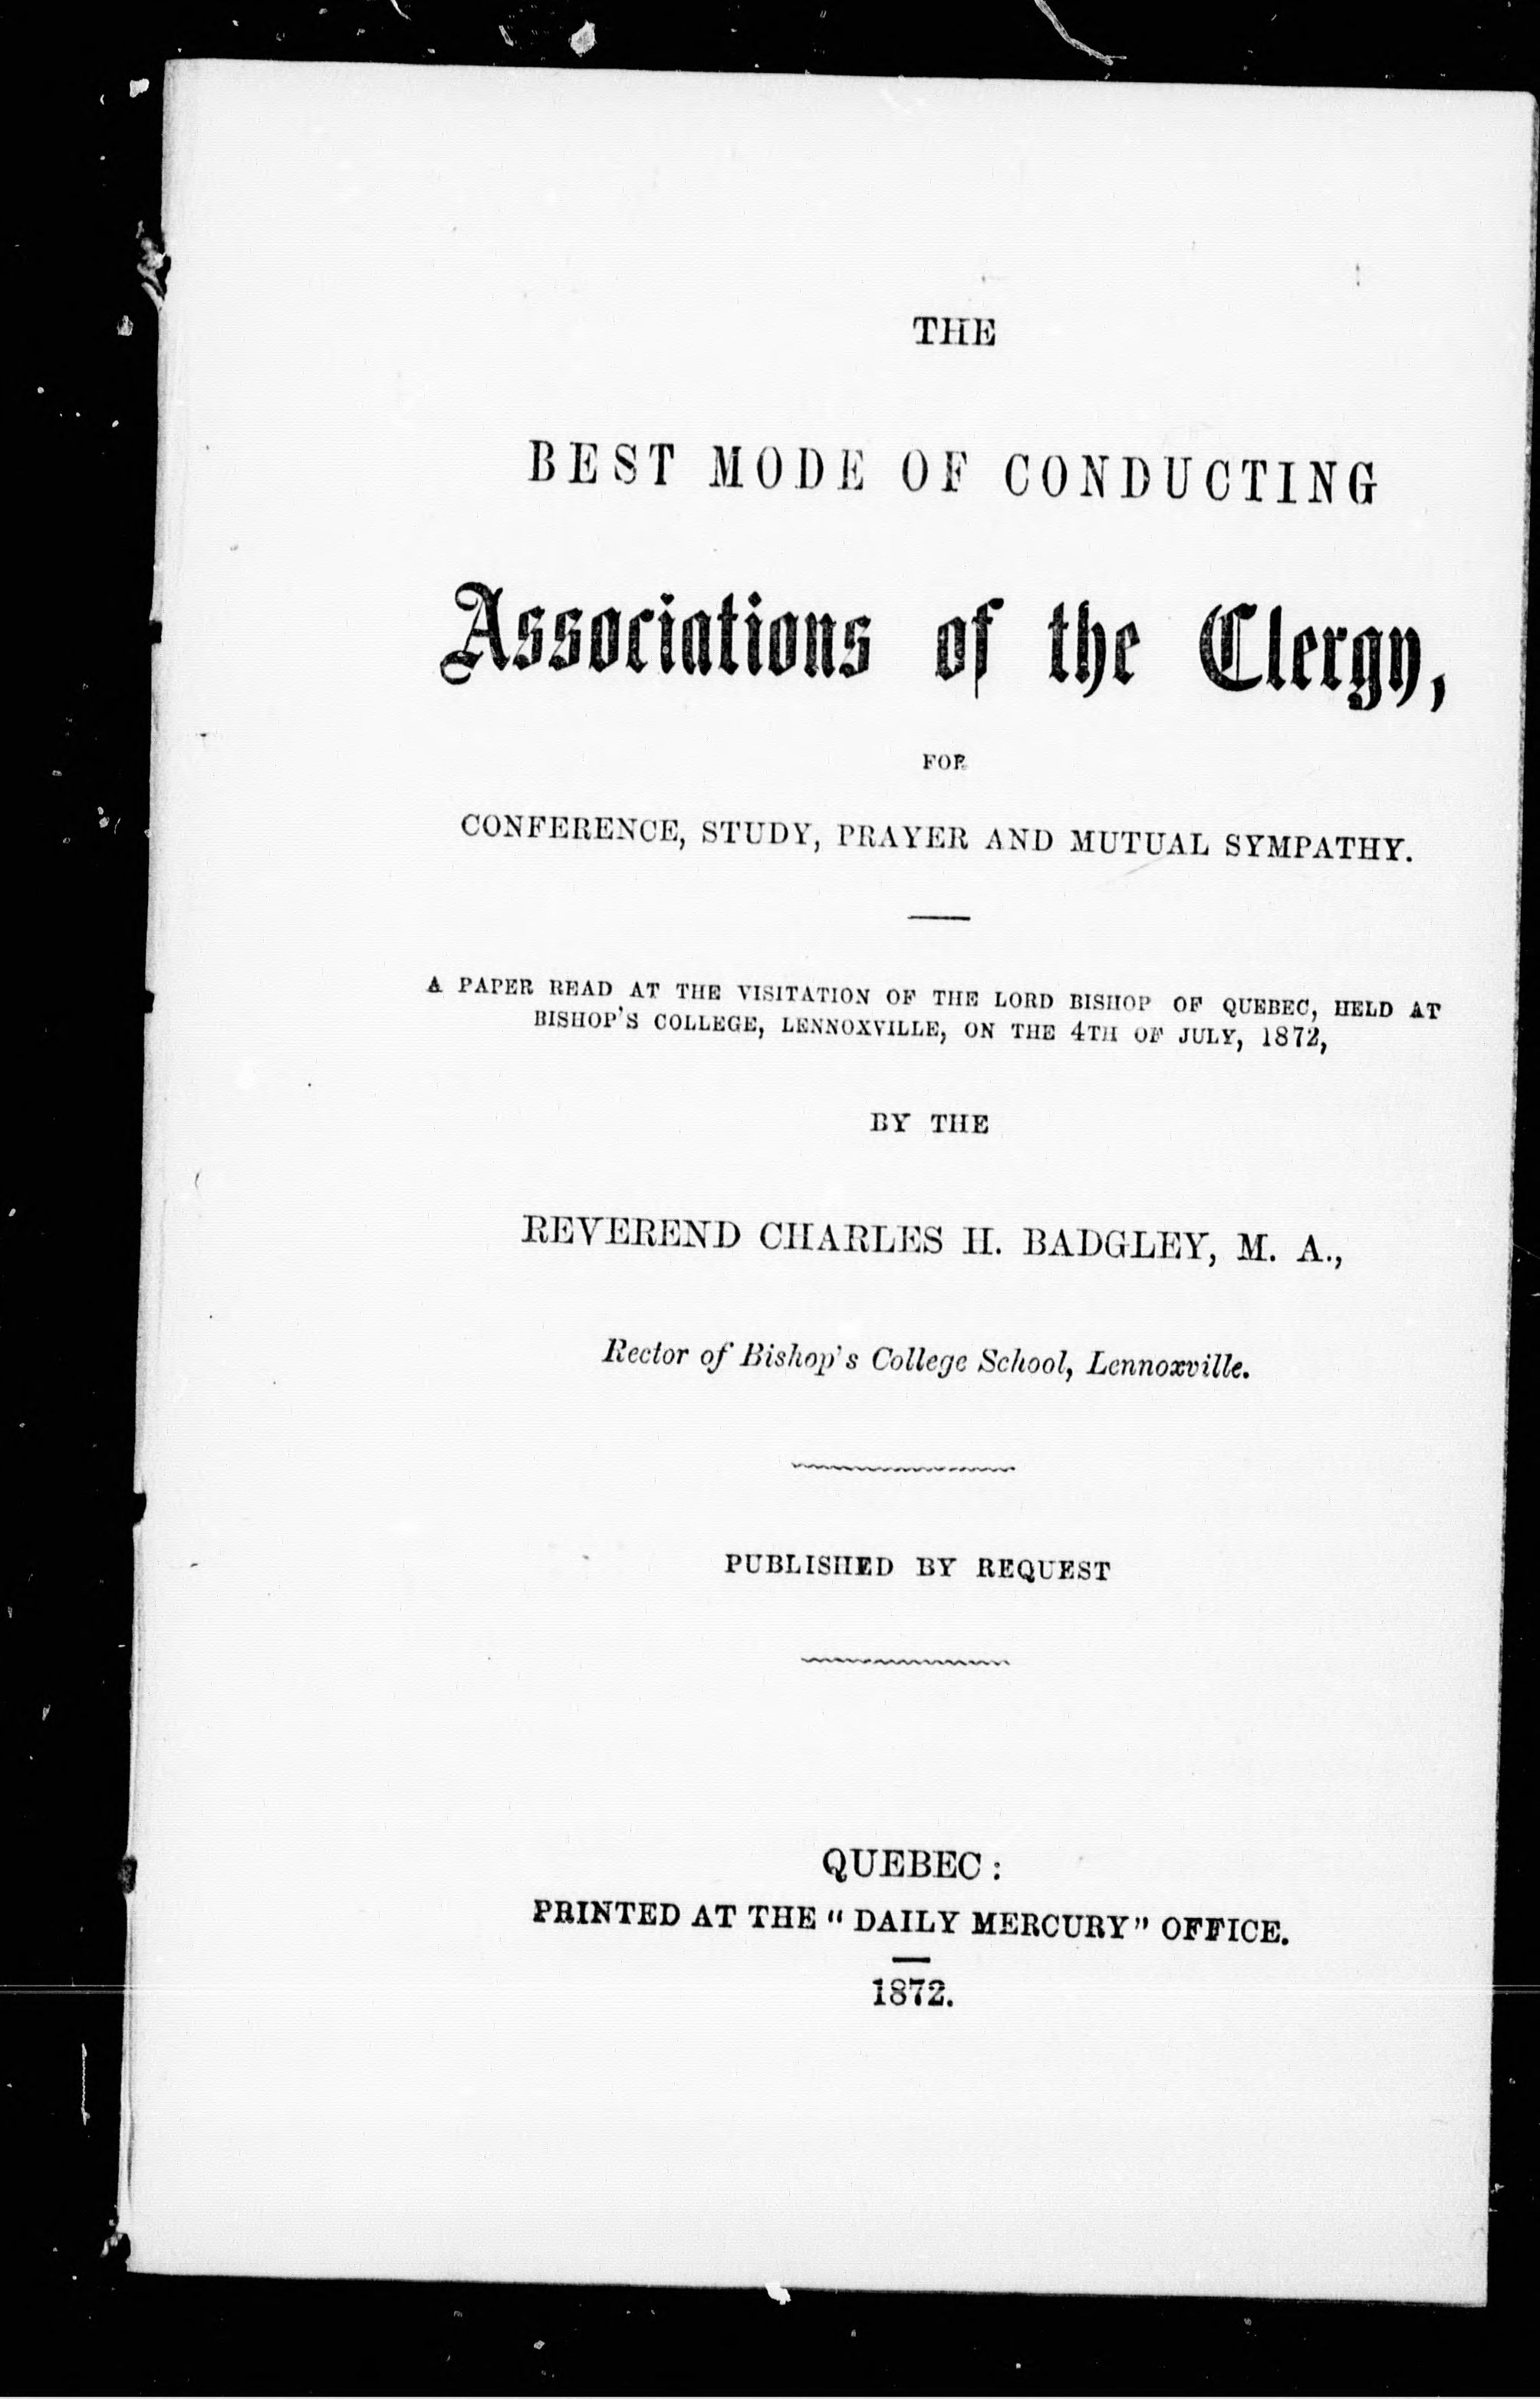 THE
BEST MODE OF CONDUCTING
Associations of the Clergy,
FOR
CONFERENCE, STUDY, PRAYER AND MUTUAL SYMPATHY.
A PAPER READ AT THE VISITATION OF THE LORD BISHOP OF QUEBEC, HELD AT
BISHOP'S COLLEGE, LENNOXVILLE, ON THE 4TH OF JULY, 1872,
BY THE
REVEREND CHARLES H. BADGLEY, M. A.,
Rector of Bishop's College School, Lennoxville.
PUBLISHED BY REQUEST
QUEBEC:
PRINTED AT THE "DAILY MERCURY" OFFICE.
1872.